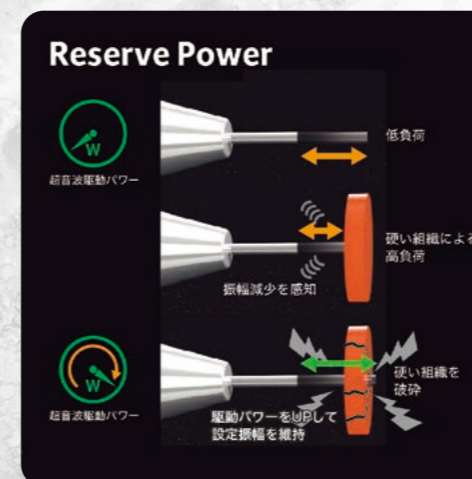 Reserve Power
W
超音波駆動パワー
低負荷
硬い組織による
高負荷
振幅減少を感知
W
超音波駆動パワー
硬い組織を
破砕
駆動パワーをUPして
設定振幅を維持